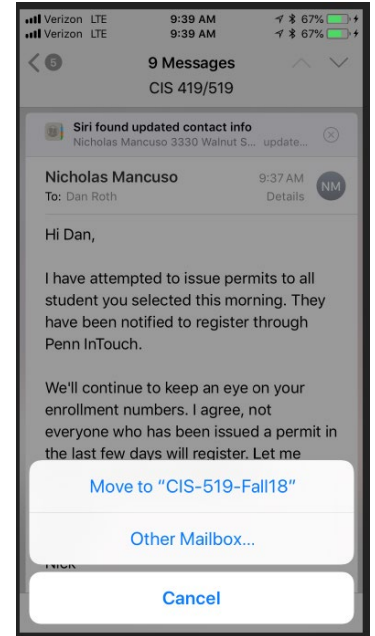 Verizon LTE 9:39 AM 67%
Verizon LTE 9:39 AM 67%
5 9 Messages
CIS 419/519
Siri found updated contact info
Nicholas Mancuso 3330 Walnut S... update...
Nicholas Mancuso 9:37 AM NM
To: Dan Roth Details
Hi Dan,
I have attempted to issue permits to all
student you selected this morning. They
have been notified to register through
Penn InTouch.
We'll continue to keep an eye on your
enrollment numbers. I agree, not
everyone who has been issued a permit in
the last few days will register. Let me
Move to “CIS-519-Fall18”
Other Mailbox...
Nick
Cancel